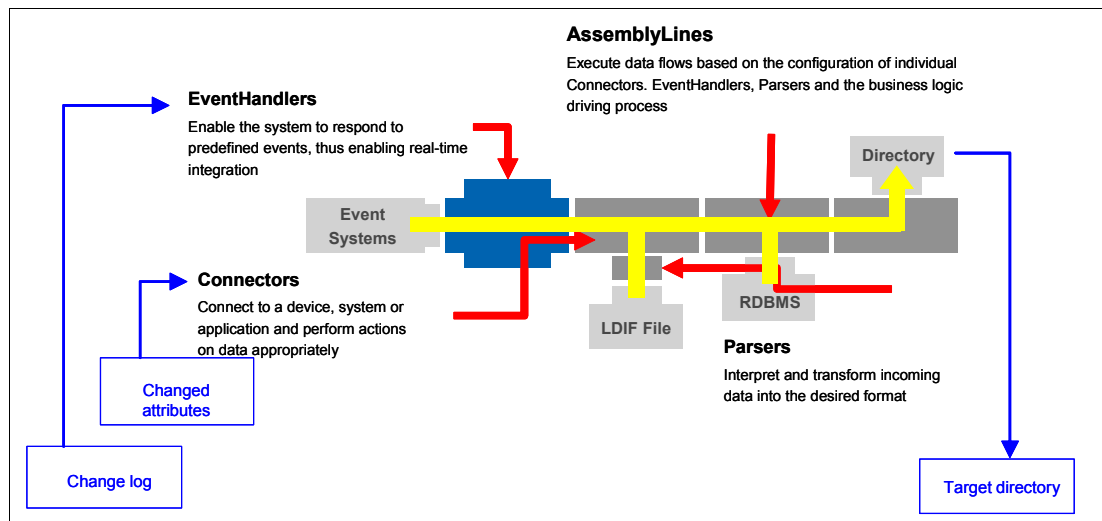 AssemblyLines
Execute data flows based on the configuration of individual
Connectors. EventHandlers, Parsers and the business logic
driving process
EventHandlers
Enable the system to respond to
predefined events, thus enabling real-time
integration
Directory
Event
Systems
Connectors
Connect to a device, system or
application and perform actions
on data appropriately
LDIF File
RDBMS
Parsers
Interpret and transform incoming
data into the desired format
Changed
attributes
Change log
Target directory